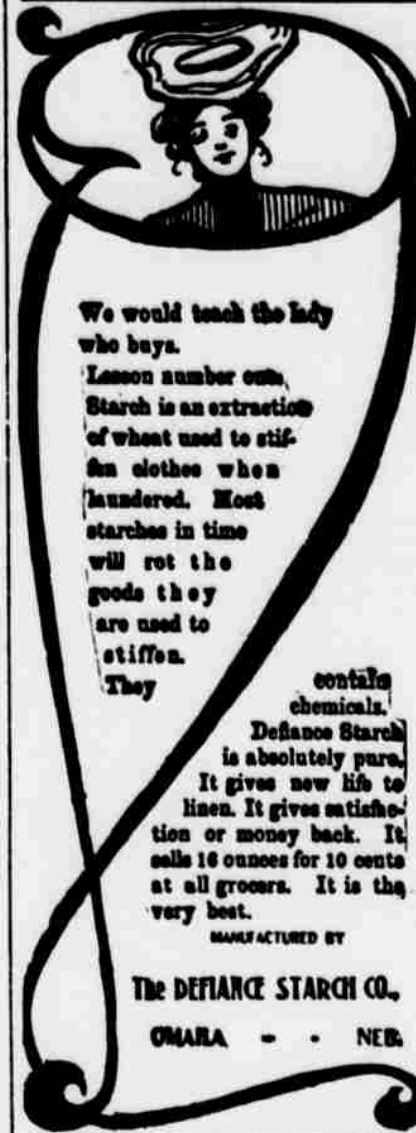 We would teach the lady
who buys.
Lesson number one,
Starch is an extraction
of wheat used to stif-
fen clothes when
laundered. Most
starches in time
will rot the
goods they
are used to
stiffen.
They
contain
chemicals.
Defiance Starch
is absolutely pure.
It gives new life to
linen. It gives satisfac-
tion or money back. It
sells 16 ounces for 10 cents
at all grocers. It is the
very best.
MANUFACTURED BY
The DEFIANCE STARCH CO.,
OMAHA - - NEB.